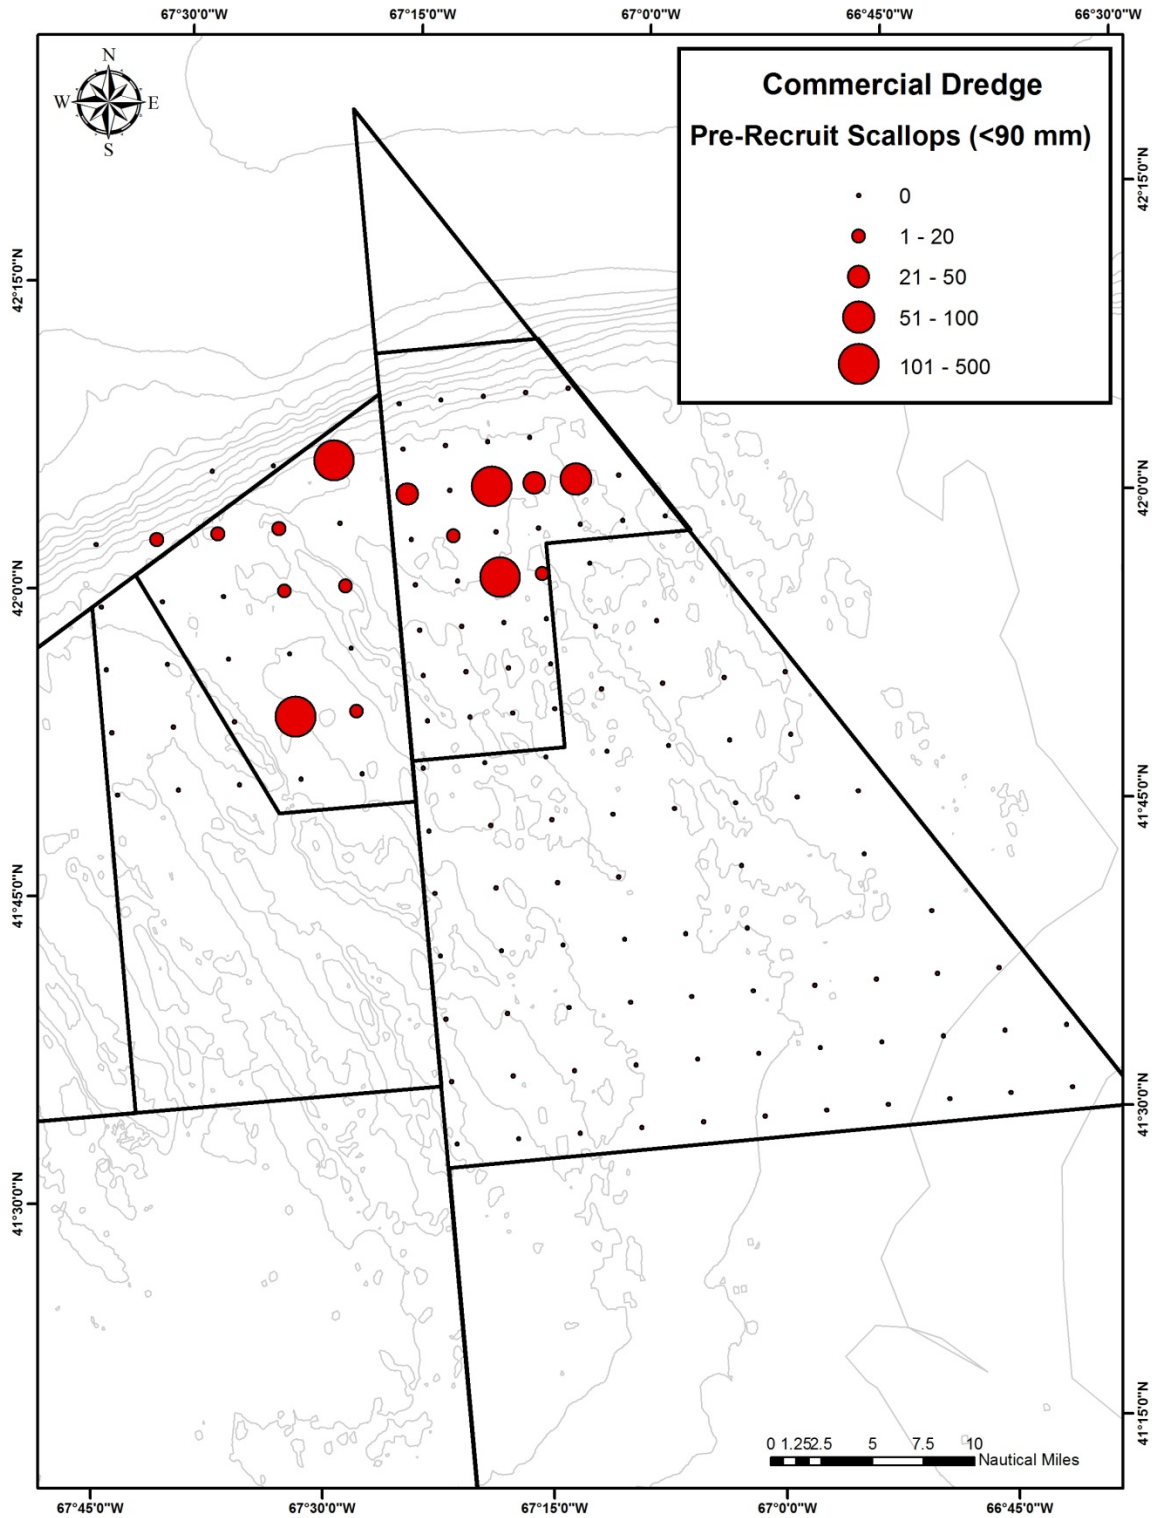 67°30'0"W 67°15'0"W 67°0'0"W 66°45'0"W 66°30'0"W
N
W E
S
Commercial Dredge
Pre-Recruit Scallops (<90 mm)
0
1 - 20
21 - 50
51 - 100
101 - 500
42°15'0"N
42°0'0"N
41°45'0"N
41°30'0"N
42°15'0"N
42°0'0"N
41°45'0"N
41°30'0"N
41°15'0"N
0 1.252.5 5 7.5 10
Nautical Miles
67°45'0"W 67°30'0"W 67°15'0"W 67°0'0"W 66°45'0"W